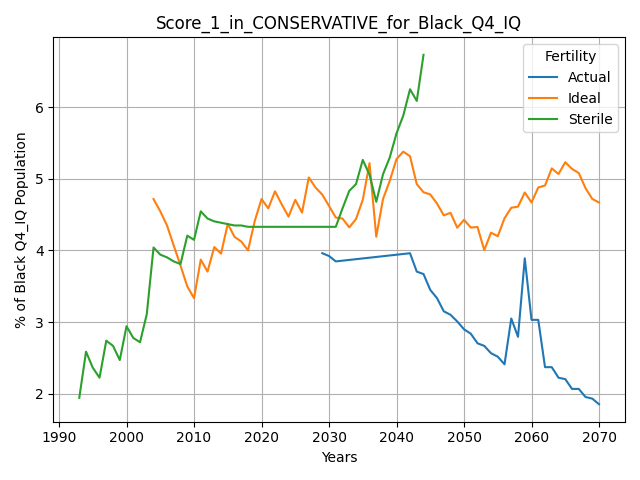 Score_1_in_CONSERVATIVE_for_Black_Q4_IQ
% of Black Q4_IQ Population
6
5
4
3
2
Fertility
Actual
Ideal
Sterile
1990 2000 2010 2020 2030 2040 2050 2060 2070
Years